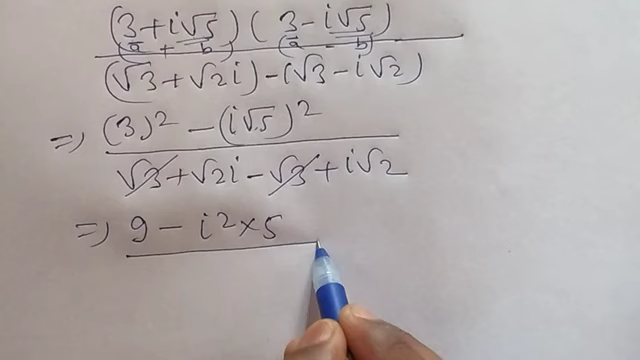 (3 + i√5) (3 - i√5)
(a + b) (a - b)
(√3 + √2i) - (√3 - i√2)
⇒ (3)² - (i√5)²
√3 + √2i - √3 + i√2
⇒ 9 - i² × 5